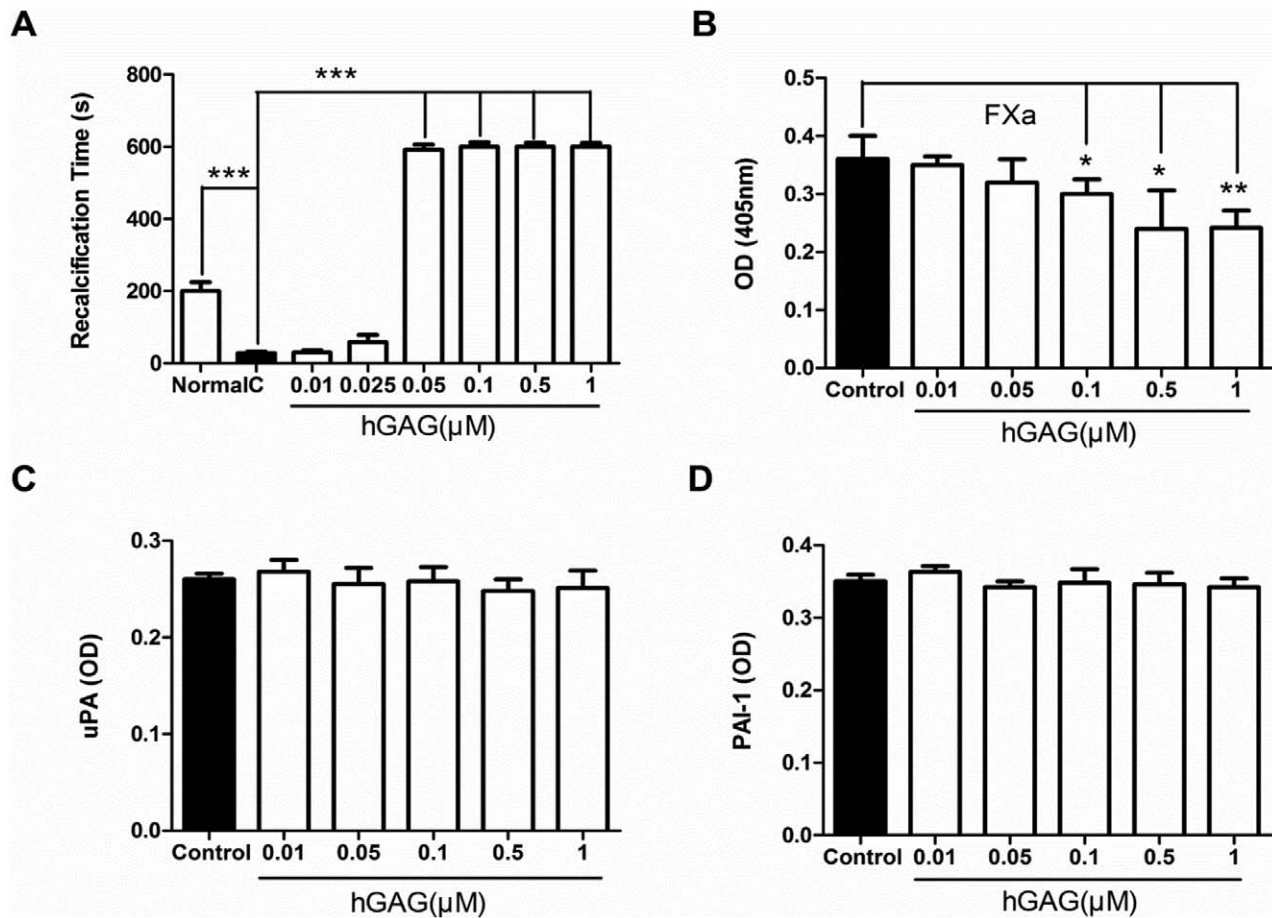 A
Recalcification Time (s)
800
600
400
200
0
***
***
NormalC 0.01 0.025 0.05 0.1 0.5 1
hGAG(µM)
B
OD (405nm)
0.5
0.4
0.3
0.2
0.1
0.0
FXa
* * **
Control 0.01 0.05 0.1 0.5 1
hGAG(µM)
C
uPA (OD)
0.3
0.2
0.1
0.0
Control 0.01 0.05 0.1 0.5 1
hGAG(µM)
D
PAI-1 (OD)
0.4
0.3
0.2
0.1
0.0
Control 0.01 0.05 0.1 0.5 1
hGAG(µM)